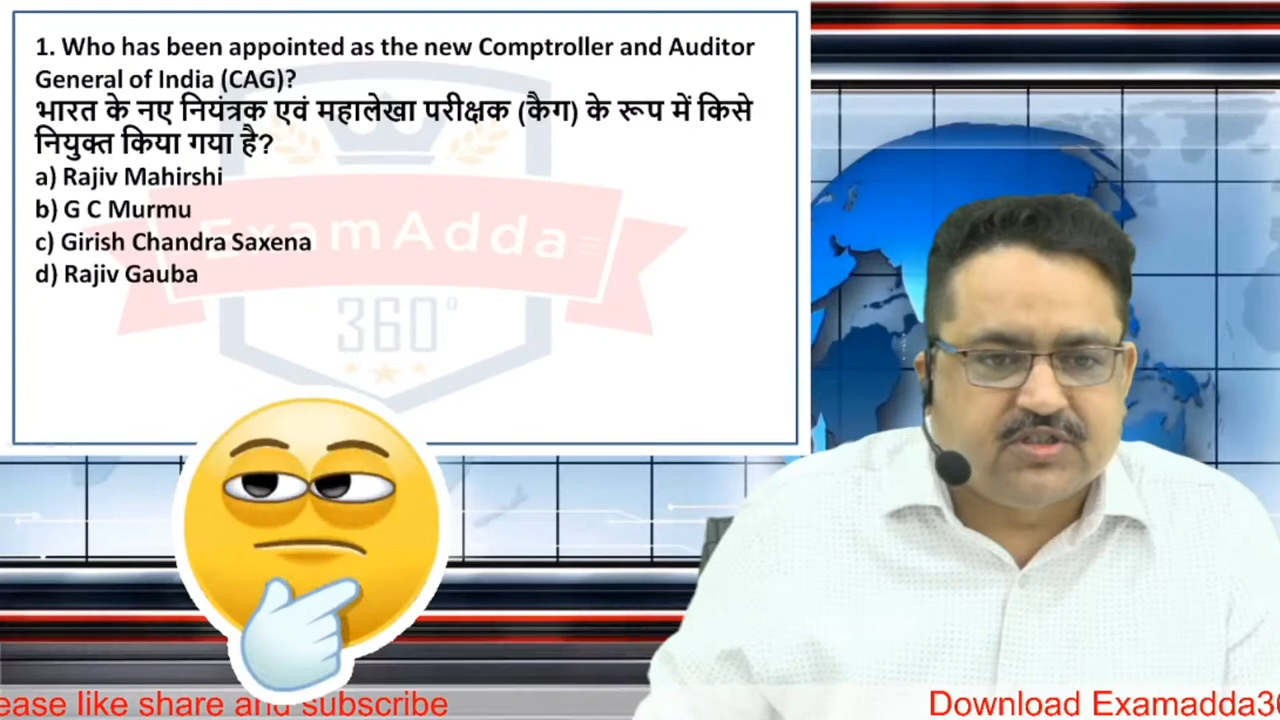 1. Who has been appointed as the new Comptroller and Auditor
General of India (CAG)?
भारत के नए नियंत्रक एवं महालेखा परीक्षक (कैग) के रूप में किसे
नियुक्त किया गया है?
a) Rajiv Mahirshi
b) G C Murmu
c) Girish Chandra Saxena
d) Rajiv Gauba
ExamAdda
360°
ease like share and subscribe
Download Examadda36